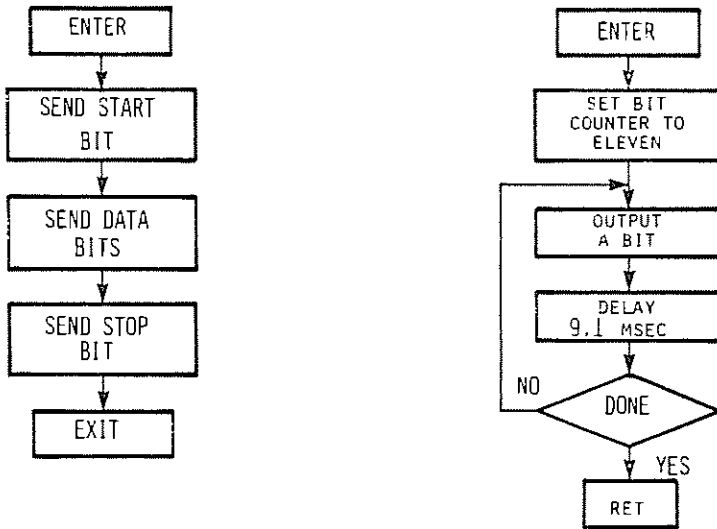 ENTER
SEND START
BIT
SEND DATA
BITS
SEND STOP
BIT
EXIT
ENTER
SET BIT
COUNTER TO
ELEVEN
OUTPUT
A BIT
DELAY
9.1 MSEC
NO
DONE
YES
RET